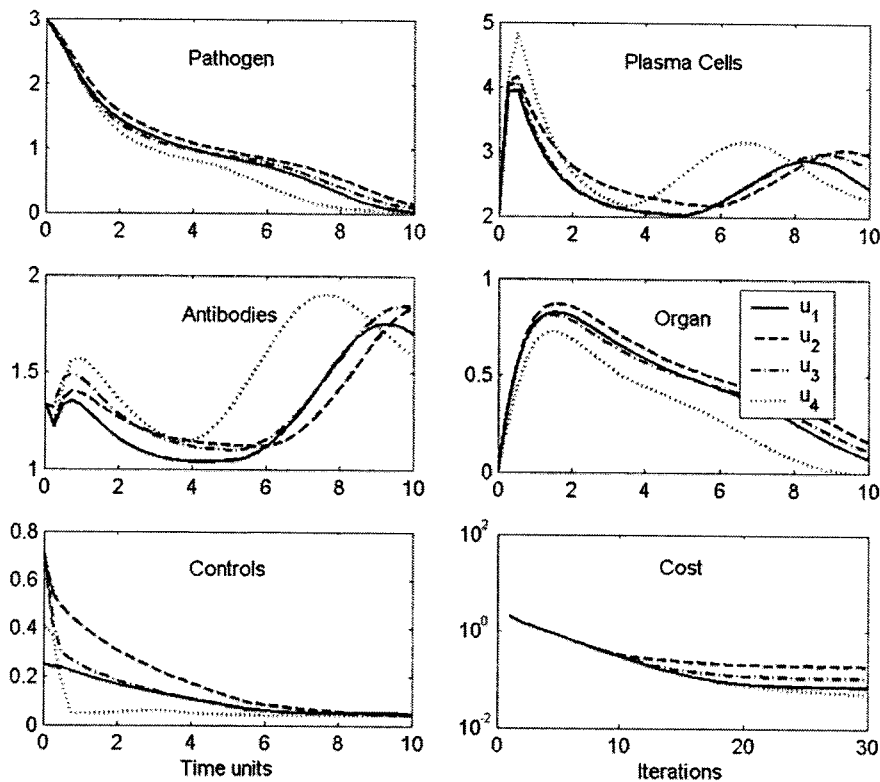 Pathogen
3
2
1
0
0 2 4 6 8 10
Plasma Cells
5
4
3
2
0 2 4 6 8 10
Antibodies
2
1.5
1
0 2 4 6 8 10
Organ
1
0.5
0
0 2 4 6 8 10
u1
u2
u3
u4
Controls
0.8
0.6
0.4
0.2
0
0 2 4 6 8 10
Time units
Cost
10^2
10^0
10^-2
0 10 20 30
Iterations